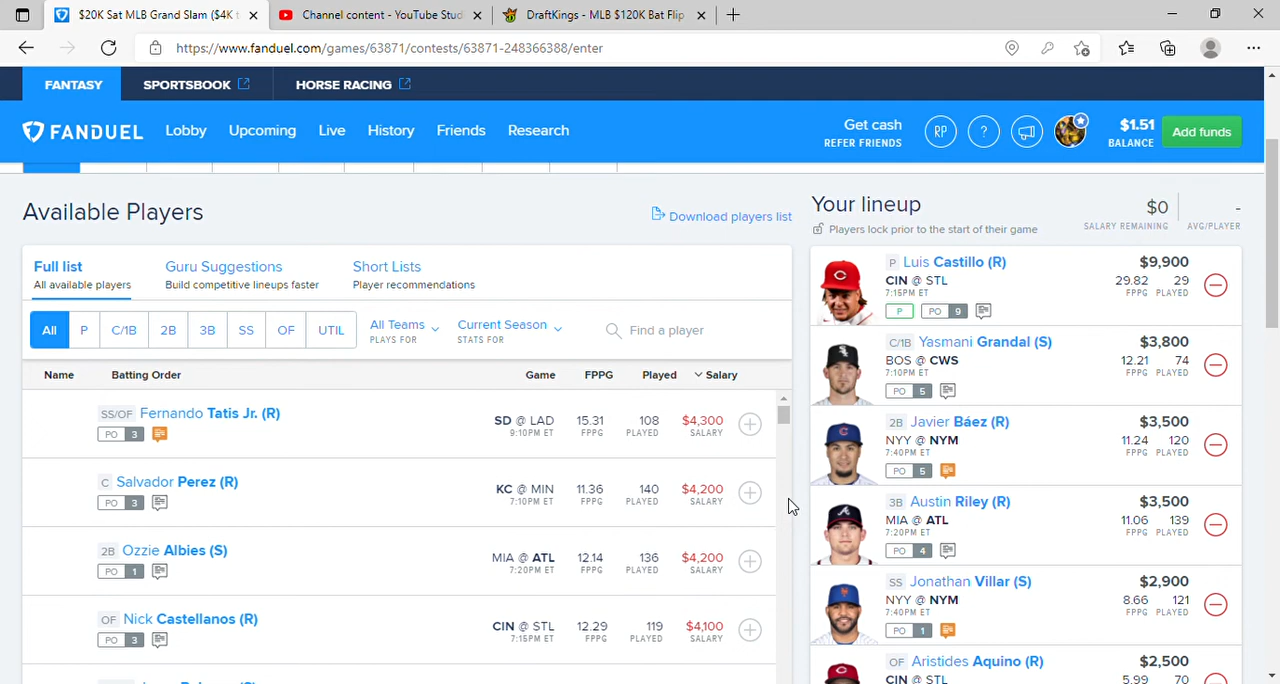 $20K Sat MLB Grand Slam ($4K t
Channel content - YouTube Stud
DraftKings - MLB $120K Bat Flip
https://www.fanduel.com/games/63871/contests/63871-248366388/enter
FANTASY
SPORTSBOOK
HORSE RACING
FANDUEL
Lobby
Upcoming
Live
History
Friends
Research
Get cash
REFER FRIENDS
RP
?
$1.51
BALANCE
Add funds
Available Players
Download players list
Full list
All available players
Guru Suggestions
Build competitive lineups faster
Short Lists
Player recommendations
All P C/1B 2B 3B SS OF UTIL
All Teams
PLAYS FOR
Current Season
STATS FOR
Find a player
Name Batting Order Game FPPG Played Salary
SS/OF Fernando Tatis Jr. (R) SD @ LAD 15.31 108 $4,300
PO 3 9:10PM ET FPPG PLAYED SALARY
C Salvador Perez (R) KC @ MIN 11.36 140 $4,200
PO 3 7:10PM ET FPPG PLAYED SALARY
2B Ozzie Albies (S) MIA @ ATL 12.14 136 $4,200
PO 1 7:20PM ET FPPG PLAYED SALARY
OF Nick Castellanos (R) CIN @ STL 12.29 119 $4,100
PO 3 7:15PM ET FPPG PLAYED SALARY
Your lineup
Players lock prior to the start of their game
$0
SALARY REMAINING
-
AVG/PLAYER
P Luis Castillo (R) $9,900
CIN @ STL 29.82 29
7:15PM ET FPPG PLAYED
P PO 9
C/1B Yasmani Grandal (S) $3,800
BOS @ CWS 12.21 74
7:10PM ET FPPG PLAYED
PO 5
2B Javier Báez (R) $3,500
NYY @ NYM 11.24 120
7:40PM ET FPPG PLAYED
PO 5
3B Austin Riley (R) $3,500
MIA @ ATL 11.06 139
7:20PM ET FPPG PLAYED
PO 4
SS Jonathan Villar (S) $2,900
NYY @ NYM 8.66 121
7:40PM ET FPPG PLAYED
PO 1
OF Aristides Aquino (R) $2,500
CIN @ STL 5.99 70